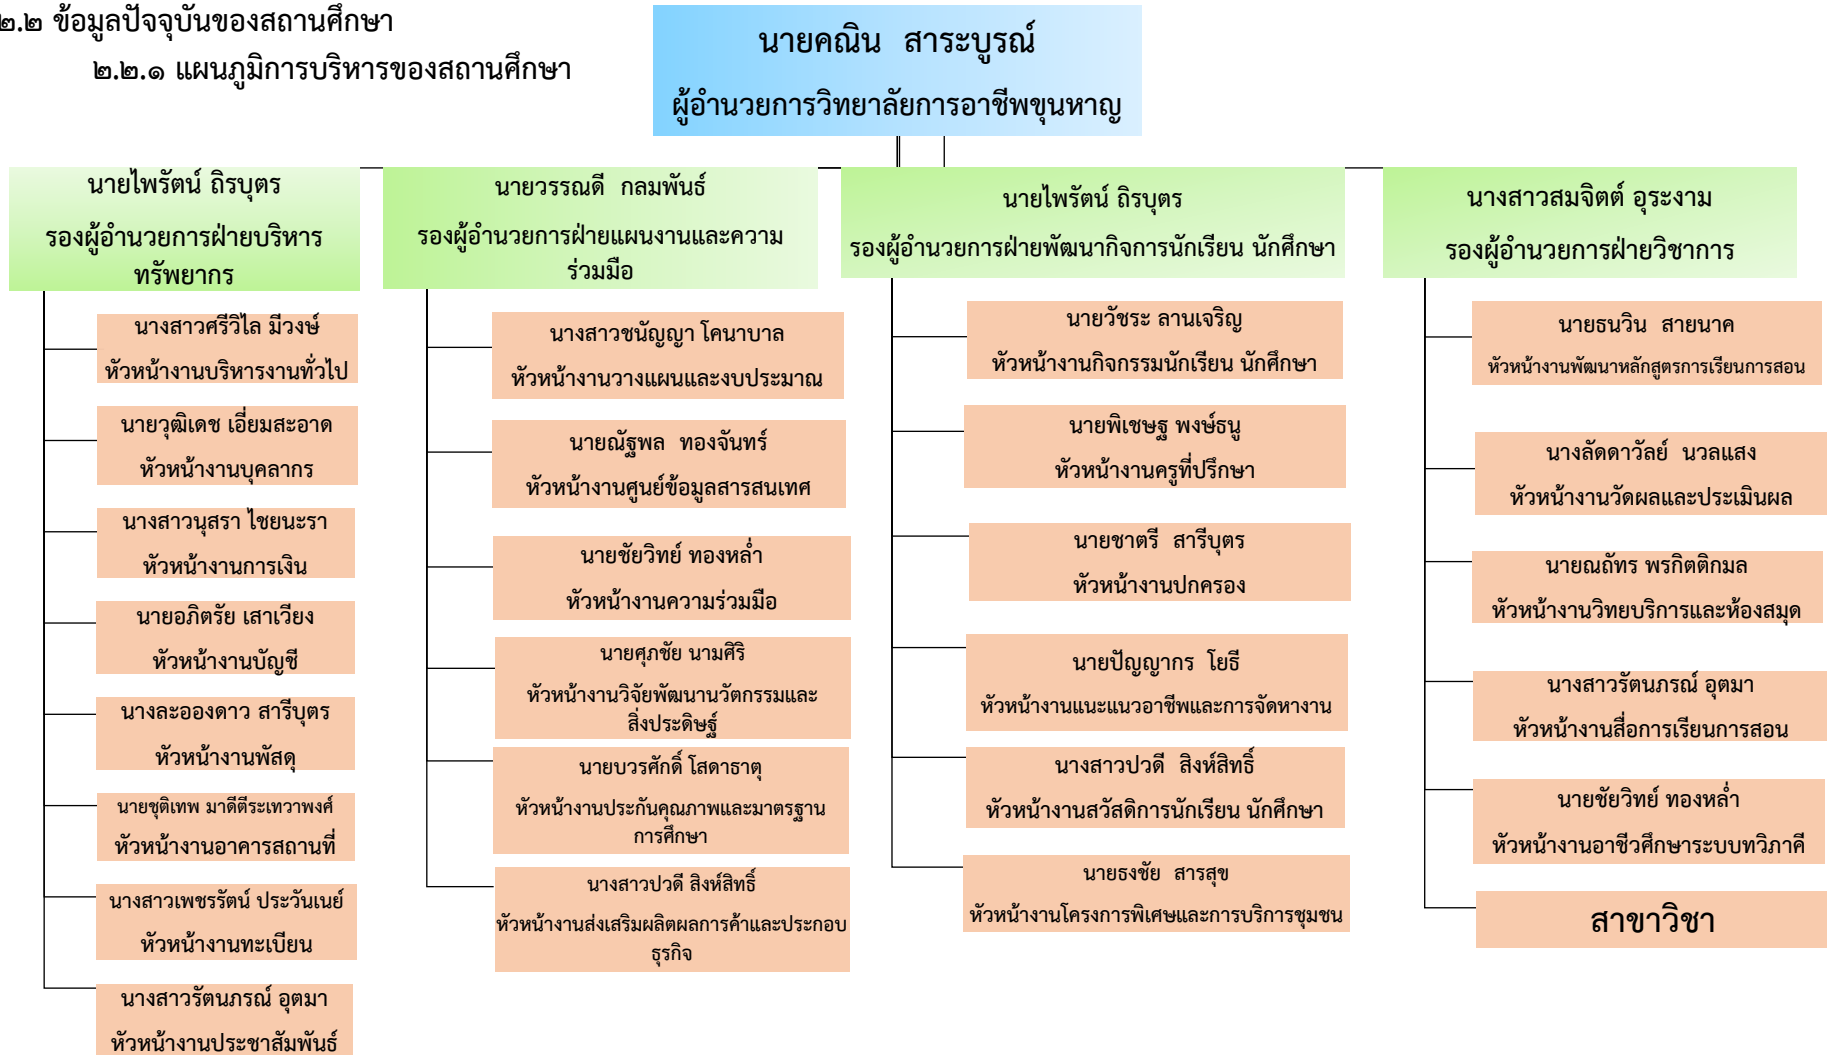 ๒.๒ ข้อมูลปัจจุบันของสถานศึกษา
๒.๒.๑ แผนภูมิการบริหารของสถานศึกษา
นายคณิน สาระบูรณ์
ผู้อำนวยการวิทยาลัยการอาชีพขุนหาญ
นายไพรัตน์ ถิรบุตร
รองผู้อำนวยการฝ่ายบริหาร
ทรัพยากร
นางสาวศรีวิไล มีวงษ์
หัวหน้างานบริหารงานทั่วไป
นายวุฒิเดช เอี่ยมสะอาด
หัวหน้างานบุคลากร
นางสาวนุสรา ไชยนะรา
หัวหน้างานการเงิน
นายอภิตรัย เสาเวียง
หัวหน้างานบัญชี
นางละอองดาว สารีบุตร
หัวหน้างานพัสดุ
นายชุติเทพ มาดีตีระเทวาพงศ์
หัวหน้างานอาคารสถานที่
นางสาวเพชรรัตน์ ประวันเนย์
หัวหน้างานทะเบียน
นางสาวรัตนภรณ์ อุตมา
หัวหน้างานประชาสัมพันธ์
นายวรรณดี กลมพันธ์
รองผู้อำนวยการฝ่ายแผนงานและความ
ร่วมมือ
นางสาวชนัญญา โคนาบาล
หัวหน้างานวางแผนและงบประมาณ
นายณัฐพล ทองจันทร์
หัวหน้างานศูนย์ข้อมูลสารสนเทศ
นายชัยวิทย์ ทองหล่ำ
หัวหน้างานความร่วมมือ
นายศุภชัย นามศิริ
หัวหน้างานวิจัยพัฒนานวัตกรรมและ
สิ่งประดิษฐ์
นายบวรศักดิ์ โสดาธาตุ
หัวหน้างานประกันคุณภาพและมาตรฐาน
การศึกษา
นางสาวปวดี สิงห์สิทธิ์
หัวหน้างานส่งเสริมผลิตผลการค้าและประกอบ
ธุรกิจ
นายไพรัตน์ ถิรบุตร
รองผู้อำนวยการฝ่ายพัฒนากิจการนักเรียน นักศึกษา
นายวัชระ ลานเจริญ
หัวหน้างานกิจกรรมนักเรียน นักศึกษา
นายพิเชษฐ พงษ์ธนู
หัวหน้างานครูที่ปรึกษา
นายชาตรี สารีบุตร
หัวหน้างานปกครอง
นายปัญญากร โยธี
หัวหน้างานแนะแนวอาชีพและการจัดหางาน
นางสาวปวดี สิงห์สิทธิ์
หัวหน้างานสวัสดิการนักเรียน นักศึกษา
นายธงชัย สารสุข
หัวหน้างานโครงการพิเศษและการบริการชุมชน
นางสาวสมจิตต์ อุระงาม
รองผู้อำนวยการฝ่ายวิชาการ
นายธนวิน สายนาค
หัวหน้างานพัฒนาหลักสูตรการเรียนการสอน
นางลัดดาวัลย์ นวลแสง
หัวหน้างานวัดผลและประเมินผล
นายณถัทร พรกิตติกมล
หัวหน้างานวิทยบริการและห้องสมุด
นางสาวรัตนภรณ์ อุตมา
หัวหน้างานสื่อการเรียนการสอน
นายชัยวิทย์ ทองหล่ำ
หัวหน้างานอาชีวศึกษาระบบทวิภาคี
สาขาวิชา